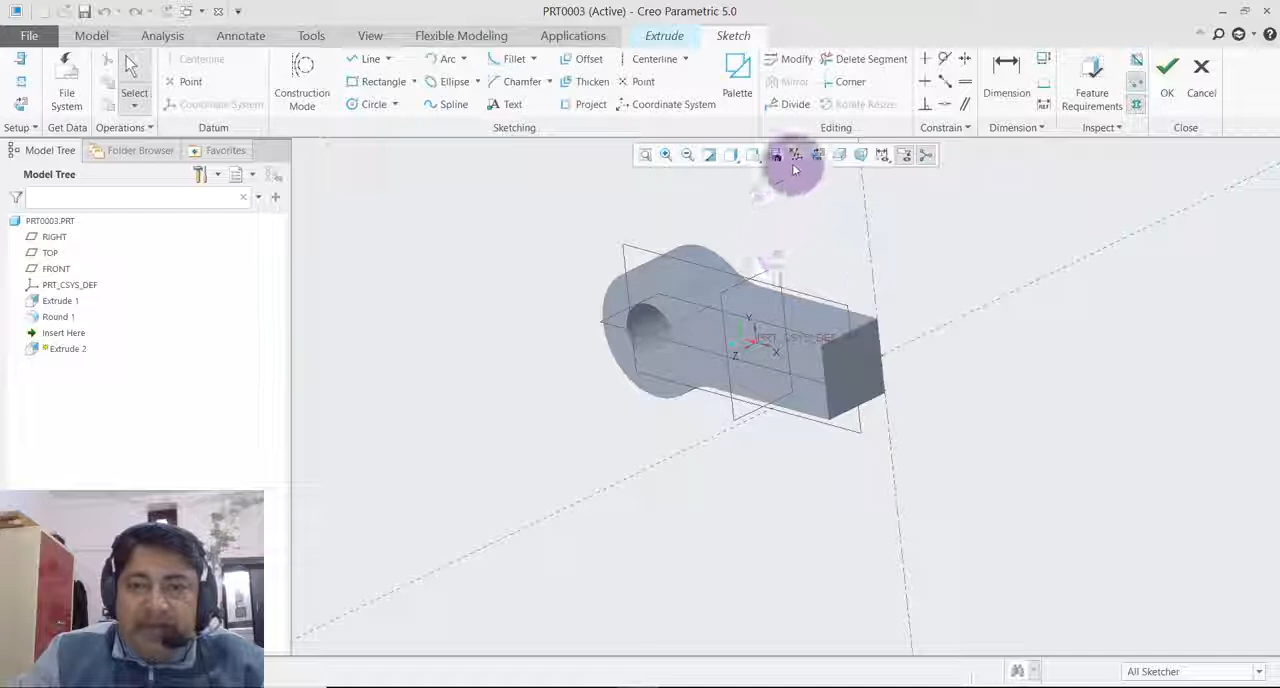 PRT0003 (Active) - Creo Parametric 5.0
File Model Analysis Annotate Tools View Flexible Modeling Applications Extrude Sketch
Centerline Line Arc Fillet Offset Centerline Modify Delete Segment
Point Rectangle Ellipse Chamfer Thicken Point Mirror Corner
Coordinate System Circle Spline Text Project Coordinate System Divide Rotate Resize
File System Select Construction Mode Palette Dimension Feature Requirements OK Cancel
Setup Get Data Operations Datum Sketching Editing Constrain Dimension Inspect Close
Model Tree Folder Browser Favorites
Model Tree
PRT0003.PRT
RIGHT
TOP
FRONT
PRT_CSYS_DEF
Extrude 1
Round 1
Insert Here
Extrude 2
Y
PRT_CSYS_DEF
Z X
All Sketcher